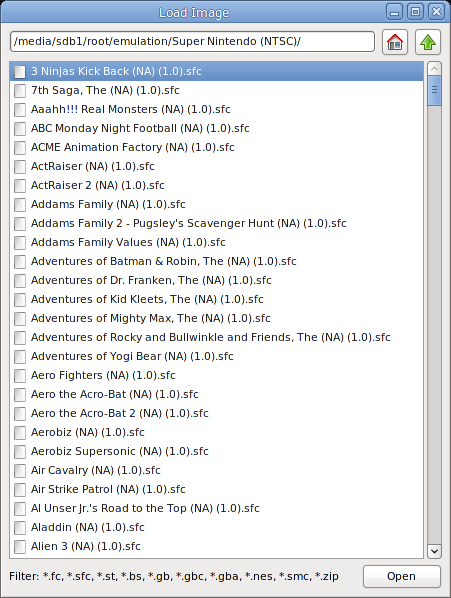 Load Image
/media/sdb1/root/emulation/Super Nintendo (NTSC)/
3 Ninjas Kick Back (NA) (1.0).sfc
7th Saga, The (NA) (1.0).sfc
Aaahh!!! Real Monsters (NA) (1.0).sfc
ABC Monday Night Football (NA) (1.0).sfc
ACME Animation Factory (NA) (1.0).sfc
ActRaiser (NA) (1.0).sfc
ActRaiser 2 (NA) (1.0).sfc
Addams Family (NA) (1.0).sfc
Addams Family 2 - Pugsley's Scavenger Hunt (NA) (1.0).sfc
Addams Family Values (NA) (1.0).sfc
Adventures of Batman & Robin, The (NA) (1.0).sfc
Adventures of Dr. Franken, The (NA) (1.0).sfc
Adventures of Kid Kleets, The (NA) (1.0).sfc
Adventures of Mighty Max, The (NA) (1.0).sfc
Adventures of Rocky and Bullwinkle and Friends, The (NA) (1.0).sfc
Adventures of Yogi Bear (NA) (1.0).sfc
Aero Fighters (NA) (1.0).sfc
Aero the Acro-Bat (NA) (1.0).sfc
Aero the Acro-Bat 2 (NA) (1.0).sfc
Aerobiz (NA) (1.0).sfc
Aerobiz Supersonic (NA) (1.0).sfc
Air Cavalry (NA) (1.0).sfc
Air Strike Patrol (NA) (1.0).sfc
Al Unser Jr.'s Road to the Top (NA) (1.0).sfc
Aladdin (NA) (1.0).sfc
Alien 3 (NA) (1.0).sfc
Filter: *.fc, *.sfc, *.st, *.bs, *.gb, *.gbc, *.gba, *.nes, *.smc, *.zip
Open